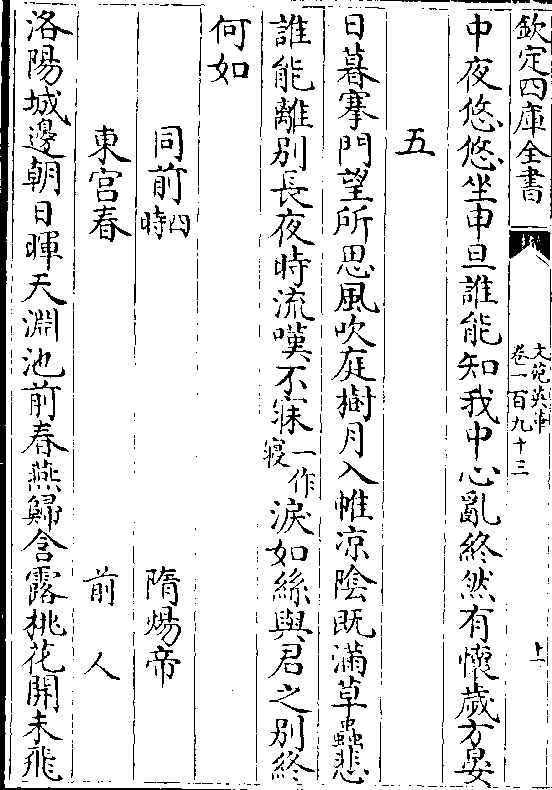 欽定四庫全書
文苑英華
卷一百九十三
十一
中夜悠悠坐申旦誰能知我中心亂終然有懷歲方晏
五
日暮搴門望所思風吹庭樹月入帷凉陰既滿草蟲悲
誰能離別長夜時流嘆不寐一作寢淚如絲與君之別終
何如
同前四時 隋煬帝
東宮春 前人
洛陽城邊朝日暉天淵池前春燕歸含露桃花開未飛